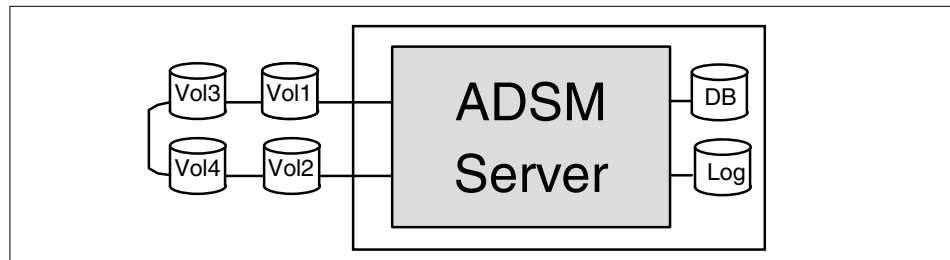 Vol3 Vol1
ADSM
DB
Vol4 Vol2
Server
Log